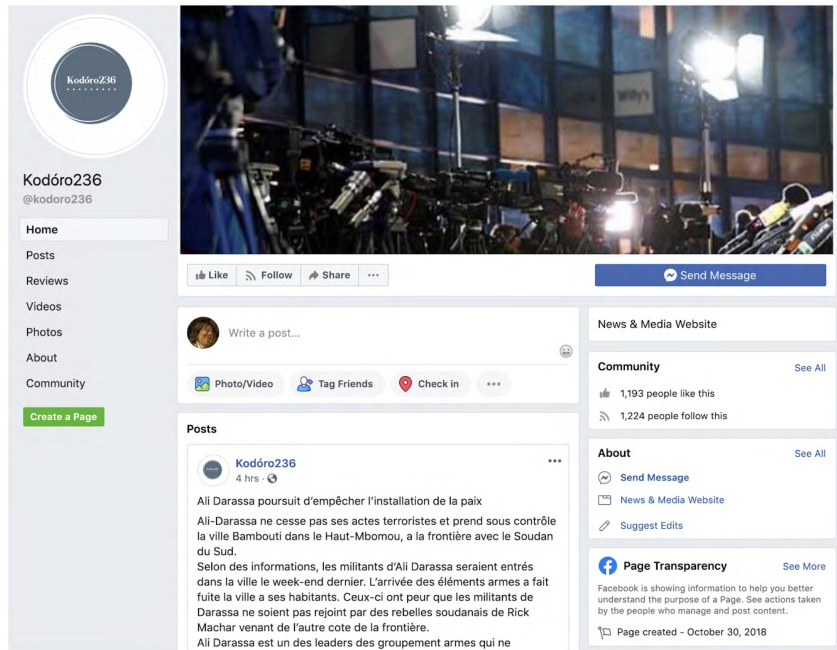 Kodóro236
Kodóro236
@kodoro236
Home
Posts
Reviews
Videos
Photos
About
Community
Create a Page
Willy's
Like
Follow
Share
Send Message
Write a post...
Photo/Video
Tag Friends
Check in
Posts
Kodóro236
4 hrs ·
Ali Darassa poursuit d'empêcher l'installation de la paix
Ali-Darassa ne cesse pas ses actes terroristes et prend sous contrôle
la ville Bambouti dans le Haut-Mbomou, a la frontière avec le Soudan
du Sud.
Selon des informations, les militants d'Ali Darassa seraient entrés
dans la ville le week-end dernier. L'arrivée des éléments armes a fait
fuite la ville a ses habitants. Ceux-ci ont peur que les militants de
Darassa ne soient pas rejoint par des rebelles soudanais de Rick
Machar venant de l'autre cote de la frontière.
Ali Darassa est un des leaders des groupement armes qui ne
News & Media Website
Community
See All
1,193 people like this
1,224 people follow this
About
See All
Send Message
News & Media Website
Suggest Edits
Page Transparency
See More
Facebook is showing information to help you better
understand the purpose of a Page. See actions taken
by the people who manage and post content.
Page created - October 30, 2018